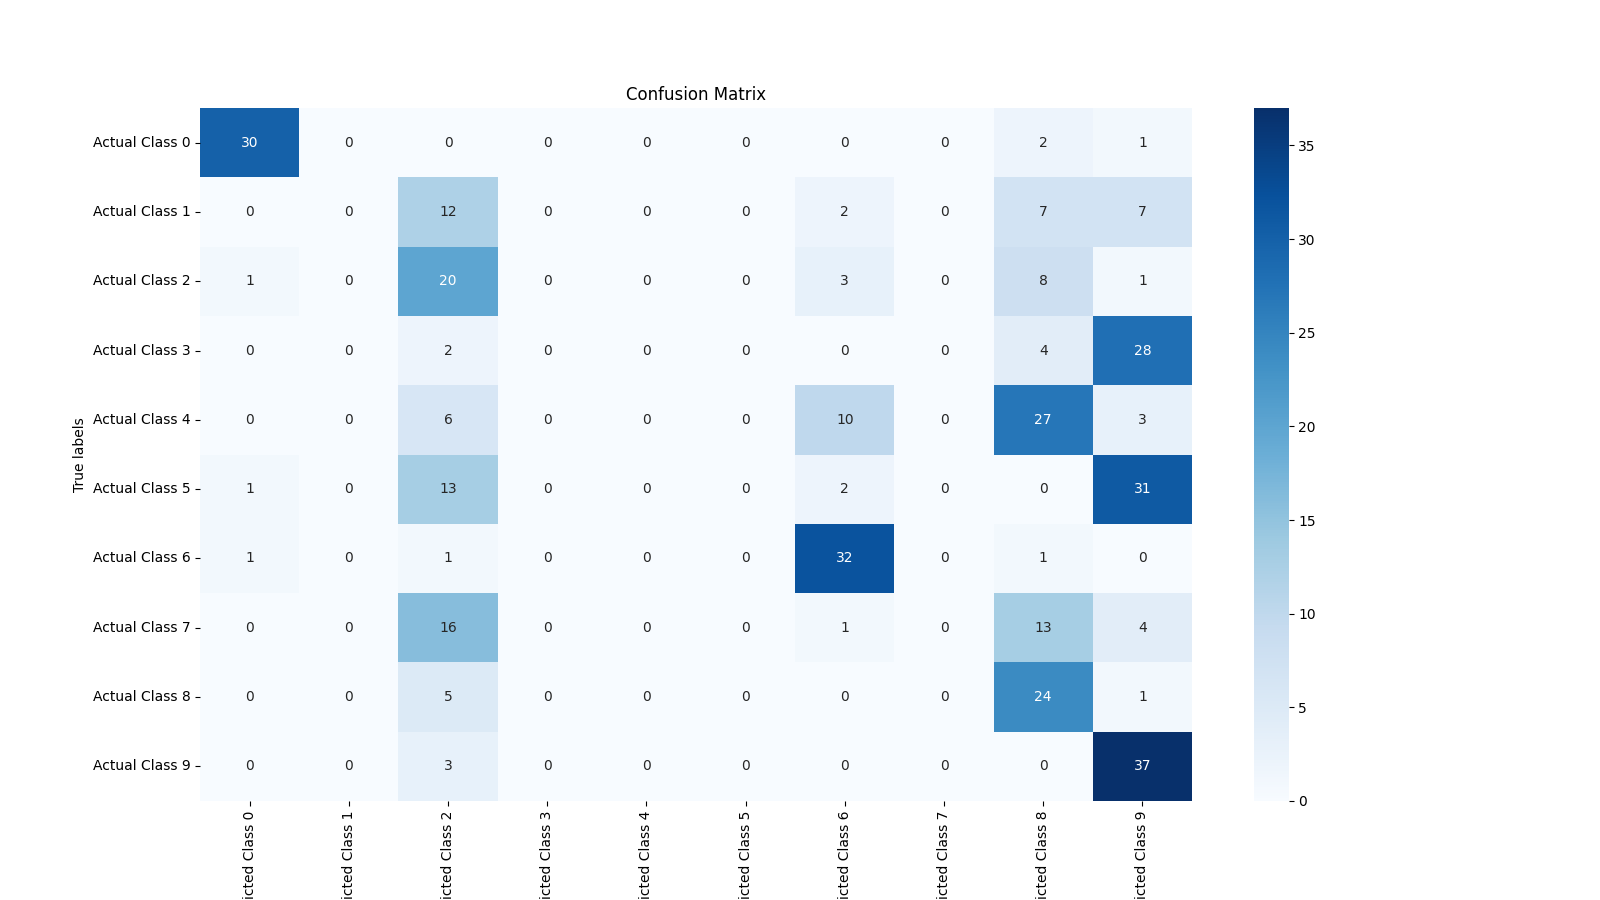 Confusion Matrix
Actual Class 0 30 0 0 0 0 0 0 0 2 1
Actual Class 1 0 0 12 0 0 0 2 0 7 7
Actual Class 2 1 0 20 0 0 0 3 0 8 1
Actual Class 3 0 0 2 0 0 0 0 0 4 28
Actual Class 4 0 0 6 0 0 0 10 0 27 3
Actual Class 5 1 0 13 0 0 0 2 0 0 31
Actual Class 6 1 0 1 0 0 0 32 0 1 0
Actual Class 7 0 0 16 0 0 0 1 0 13 4
Actual Class 8 0 0 5 0 0 0 0 0 24 1
Actual Class 9 0 0 3 0 0 0 0 0 0 37
True labels
icted Class 0
icted Class 1
icted Class 2
icted Class 3
icted Class 4
icted Class 5
icted Class 6
icted Class 7
icted Class 8
icted Class 9
35
30
25
20
15
10
5
0